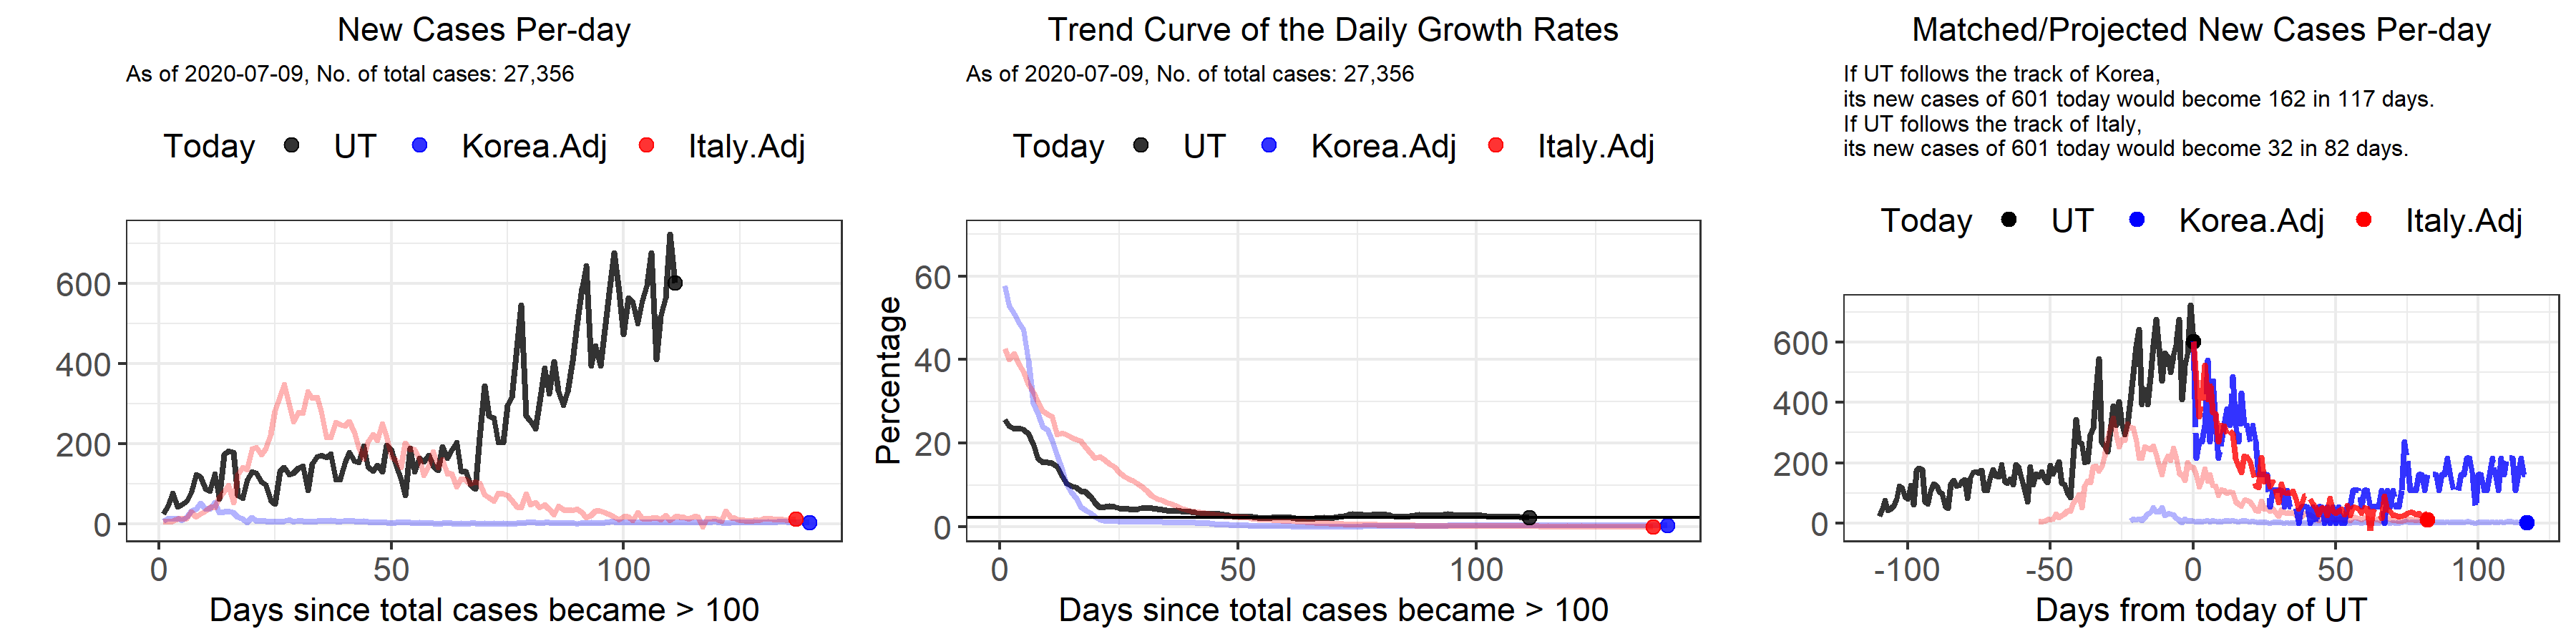 New Cases Per-day
As of 2020-07-09, No. of total cases: 27,356
Today UT Korea.Adj Italy.Adj
600
400
200
0
0 50 100
Days since total cases became > 100
Trend Curve of the Daily Growth Rates
As of 2020-07-09, No. of total cases: 27,356
Today UT Korea.Adj Italy.Adj
Percentage
60
40
20
0
0 50 100
Days since total cases became > 100
Matched/Projected New Cases Per-day
If UT follows the track of Korea,
its new cases of 601 today would become 162 in 117 days.
If UT follows the track of Italy,
its new cases of 601 today would become 32 in 82 days.
Today UT Korea.Adj Italy.Adj
600
400
200
0
-100 -50 0 50 100
Days from today of UT